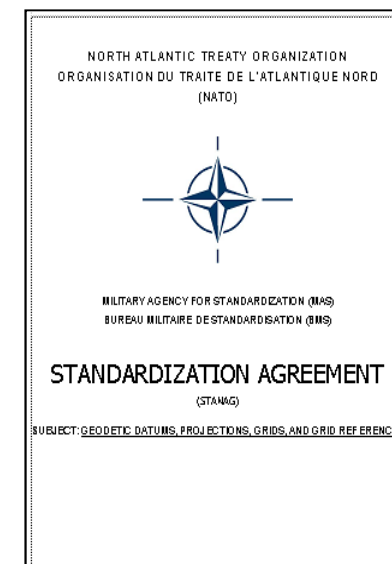 NORTH ATLANTIC TREATY ORGANIZATION
ORGANISATION DU TRAITE DE L'ATLANTIQUE NORD
(NATO)
MILITARY AGENCY FOR STANDARDIZATION (MAS)
BUREAU MILITAIRE DE STANDARDISATION (BMS)
STANDARDIZATION AGREEMENT
(STANAG)
SUBJECT: GEODETIC DATUMS, PROJECTIONS, GRIDS, AND GRID REFERENC